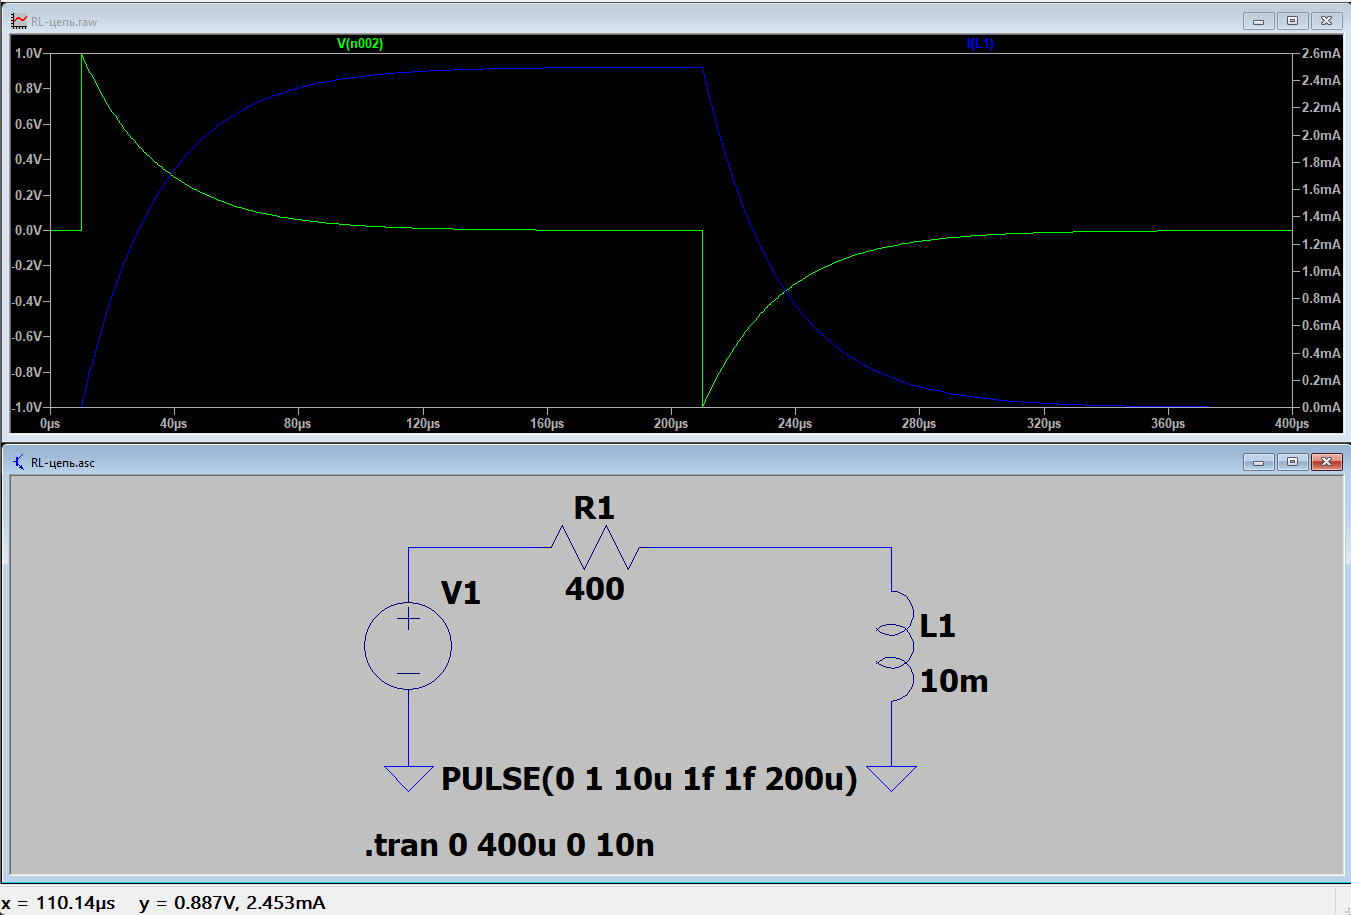 RL-цепь.raw
V(n002) I(L1)
1.0V 2.6mA
0.8V 2.4mA
0.6V 2.2mA
0.4V 2.0mA
0.2V 1.8mA
0.0V 1.6mA
-0.2V 1.4mA
-0.4V 1.2mA
-0.6V 1.0mA
-0.8V 0.8mA
-1.0V 0.6mA
0.4mA
0.2mA
0.0mA
0µs 40µs 80µs 120µs 160µs 200µs 240µs 280µs 320µs 360µs 400µs
RL-цепь.asc
R1
400
V1
L1
10m
PULSE(0 1 10u 1f 1f 200u)
.tran 0 400u 0 10n
x = 110.14µs y = 0.887V, 2.453mA